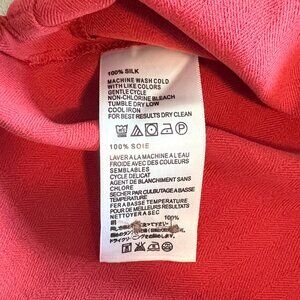 100% SILK
MACHINE WASH COLD
WITH LIKE COLORS
GENTLE CYCLE
NON-CHLORINE BLEACH
TUMBLE DRY LOW
COOL IRON
FOR BEST RESULTS DRY CLEAN
100% SOIE
LAVER A LA MACHINE A L'EAU
FROIDE AVEC DES COULEURS
SEMBLABLES
CYCLE DELICAT
AGENT DE BLANCHIMENT SANS
CHLORE
SECHER PAR CULBUTAGE A BASSE
TEMPERATURE
FER A BASSE TEMPERATURE
POUR DE MEILLEURS RESULTATS
NETTOYER A SEC
100%